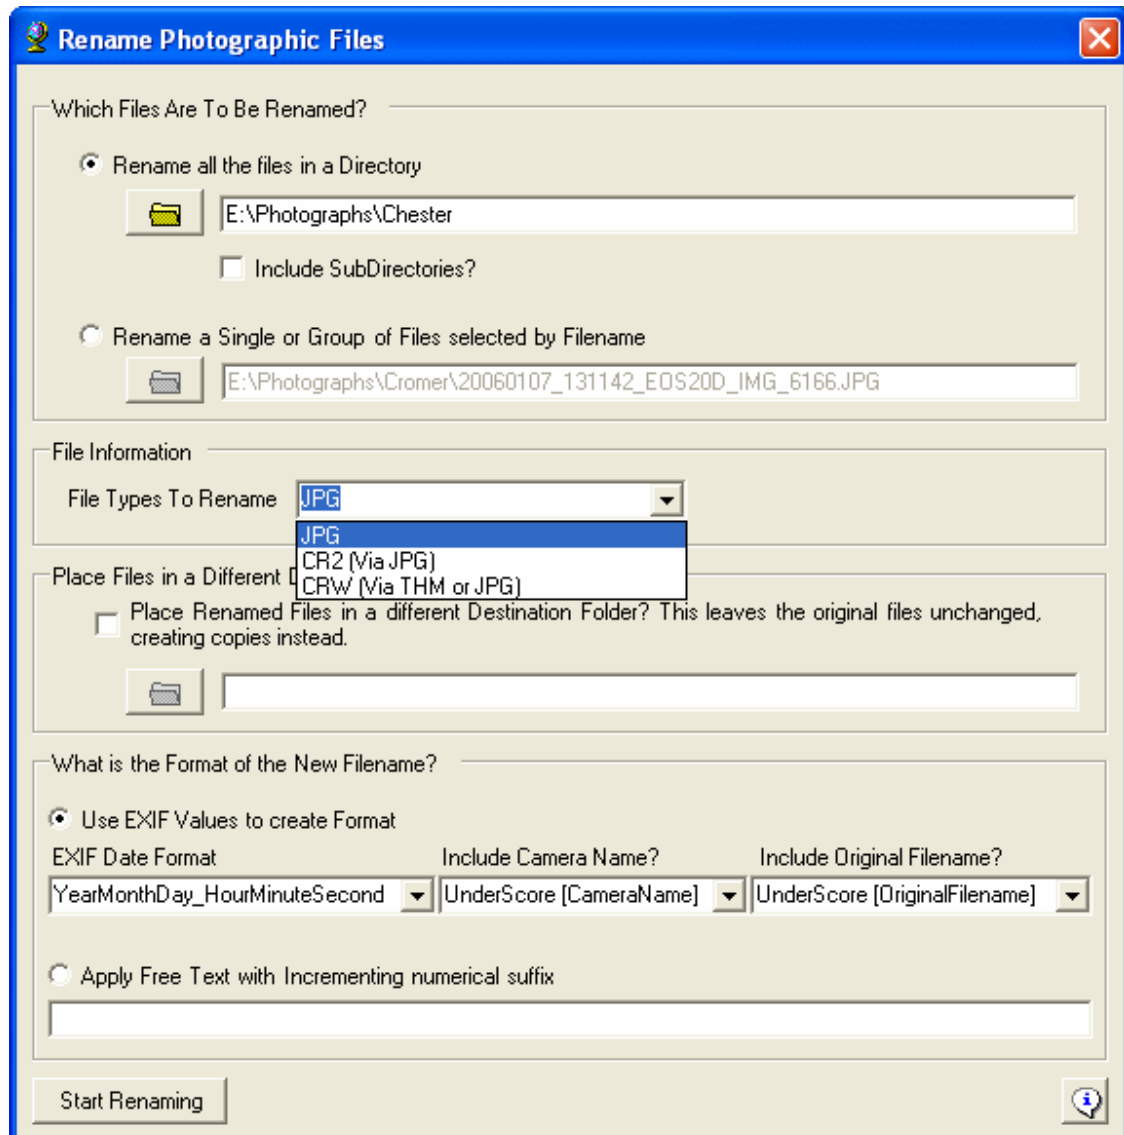 Rename Photographic Files
Which Files Are To Be Renamed?
Rename all the files in a Directory
E:\Photographs\Chester
Include SubDirectories?
Rename a Single or Group of Files selected by Filename
E:\Photographs\Cromer\20060107_131142_EOS20D_IMG_6166.JPG
File Information
File Types To Rename JPG
JPG
CR2 (Via JPG)
CRW (Via THM or JPG)
Place Files in a Different D
Place Renamed Files in a different Destination Folder? This leaves the original files unchanged,
creating copies instead.
What is the Format of the New Filename?
Use EXIF Values to create Format
EXIF Date Format Include Camera Name? Include Original Filename?
YearMonthDay_HourMinuteSecond UnderScore [CameraName] UnderScore [OriginalFilename]
Apply Free Text with Incrementing numerical suffix
Start Renaming